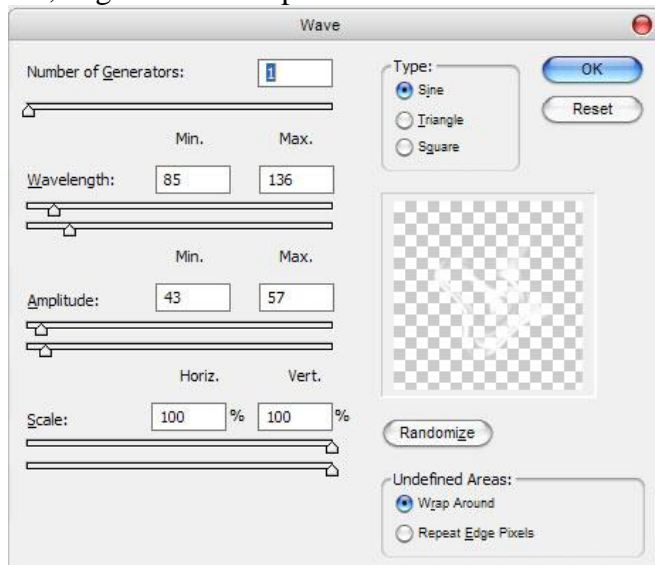 Wave
Number of Generators: 1
Min. Max.
Wavelength: 85 136
Min. Max.
Amplitude: 43 57
Horiz. Vert.
Scale: 100 % 100 %
Type:
Sine
Triangle
Square
OK
Reset
Randomize
Undefined Areas:
Wrap Around
Repeat Edge Pixels